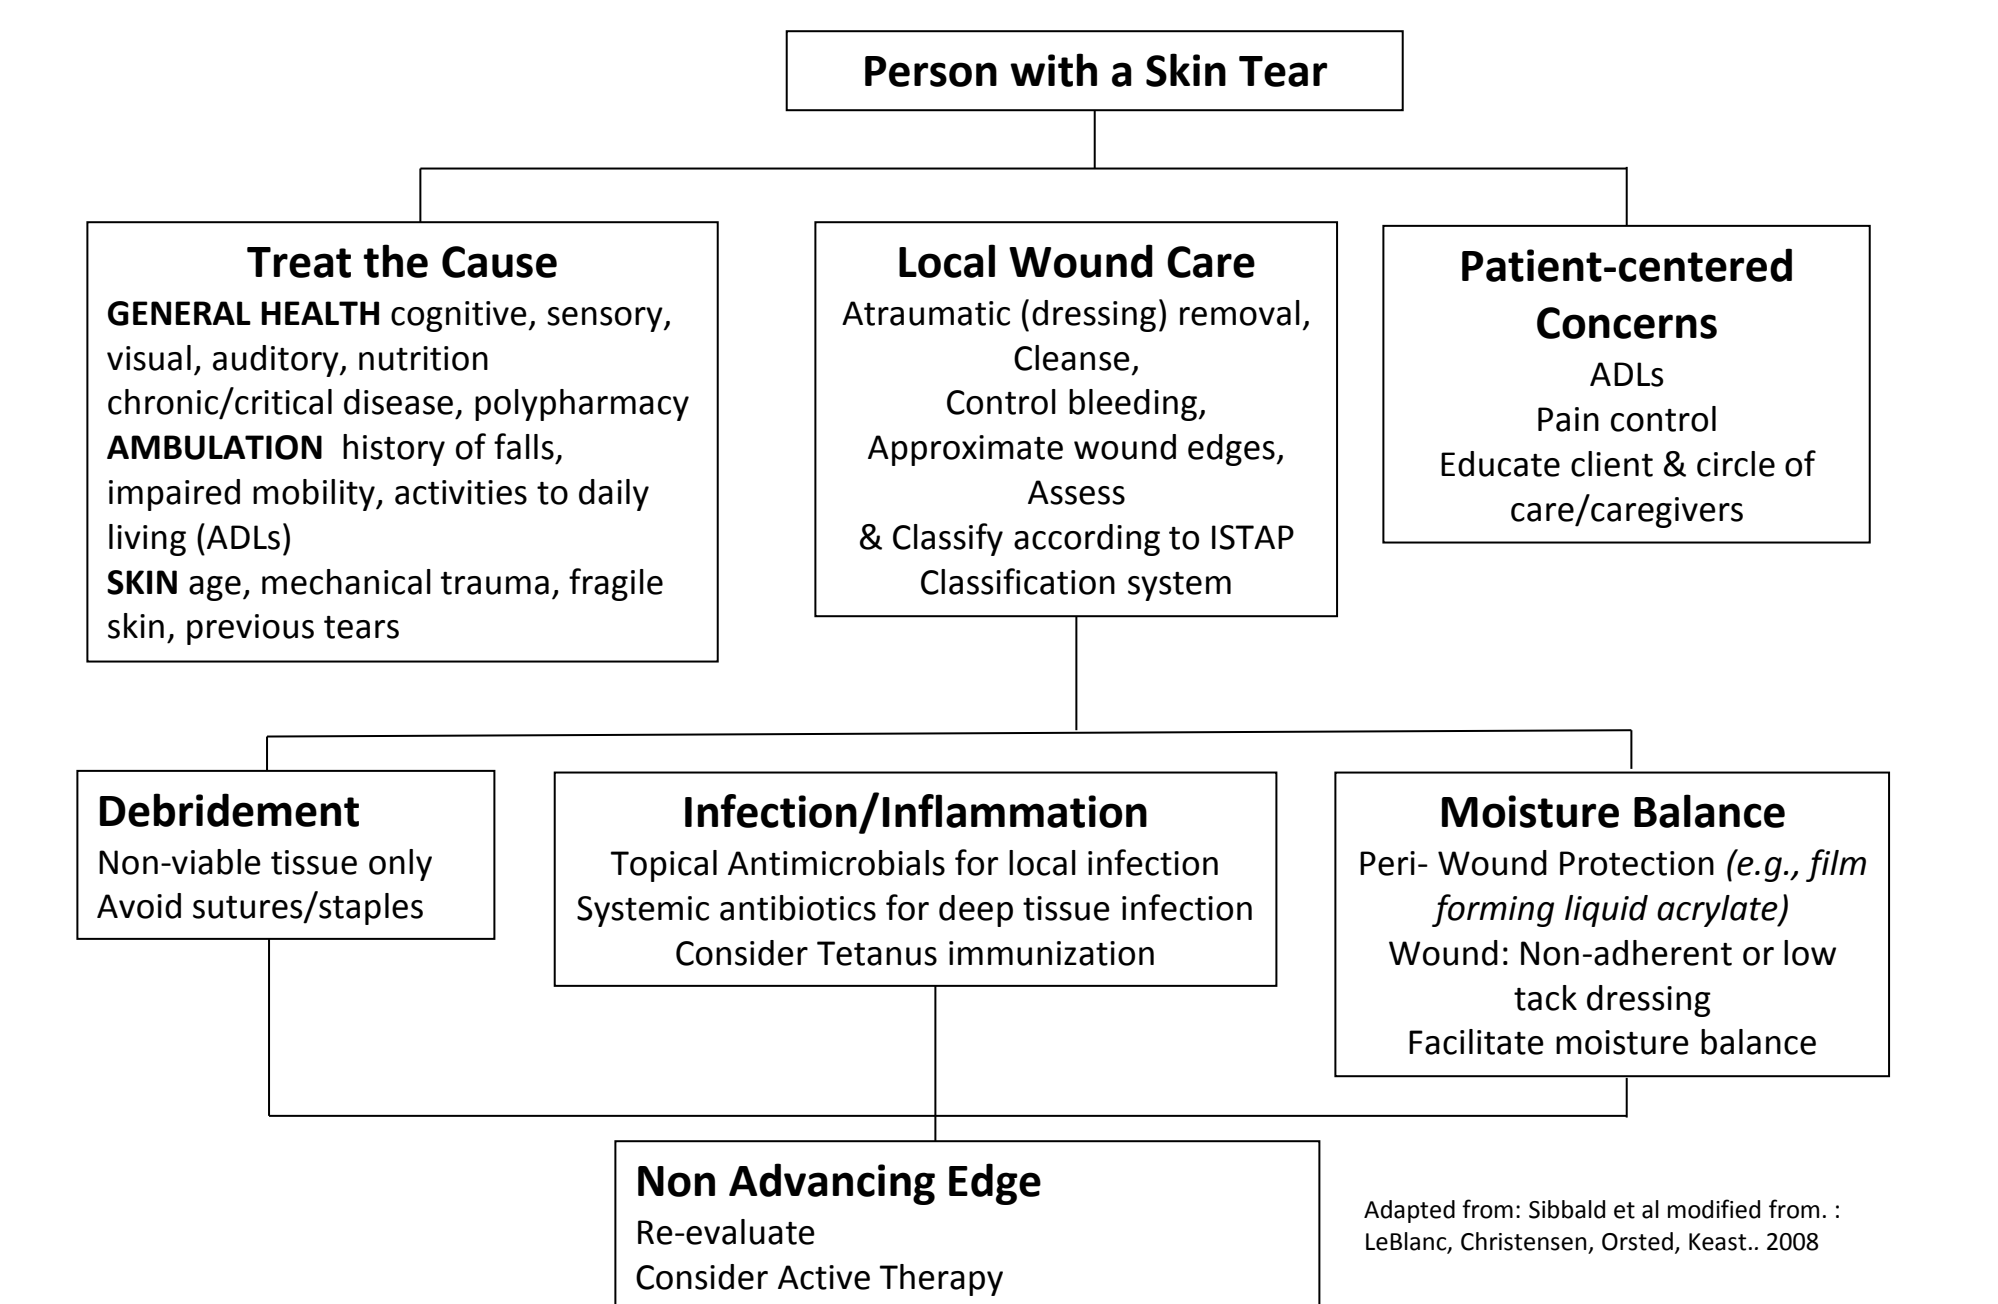 Person with a Skin Tear
Treat the Cause
GENERAL HEALTH cognitive, sensory,
visual, auditory, nutrition
chronic/critical disease, polypharmacy
AMBULATION  history of falls,
impaired mobility, activities to daily
living (ADLs)
SKIN age, mechanical trauma, fragile
skin, previous tears
Local Wound Care
Atraumatic (dressing) removal,
Cleanse,
Control bleeding,
Approximate wound edges,
Assess
& Classify according to ISTAP
Classification system
Patient-centered
Concerns
ADLs
Pain control
Educate client & circle of
care/caregivers
Debridement
Non-viable tissue only
Avoid sutures/staples
Infection/Inflammation
Topical Antimicrobials for local infection
Systemic antibiotics for deep tissue infection
Consider Tetanus immunization
Moisture Balance
Peri- Wound Protection (e.g., film
forming liquid acrylate)
Wound: Non-adherent or low
tack dressing
Facilitate moisture balance
Non Advancing Edge
Re-evaluate
Consider Active Therapy
Adapted from: Sibbald et al modified from. :
LeBlanc, Christensen, Orsted, Keast.. 2008